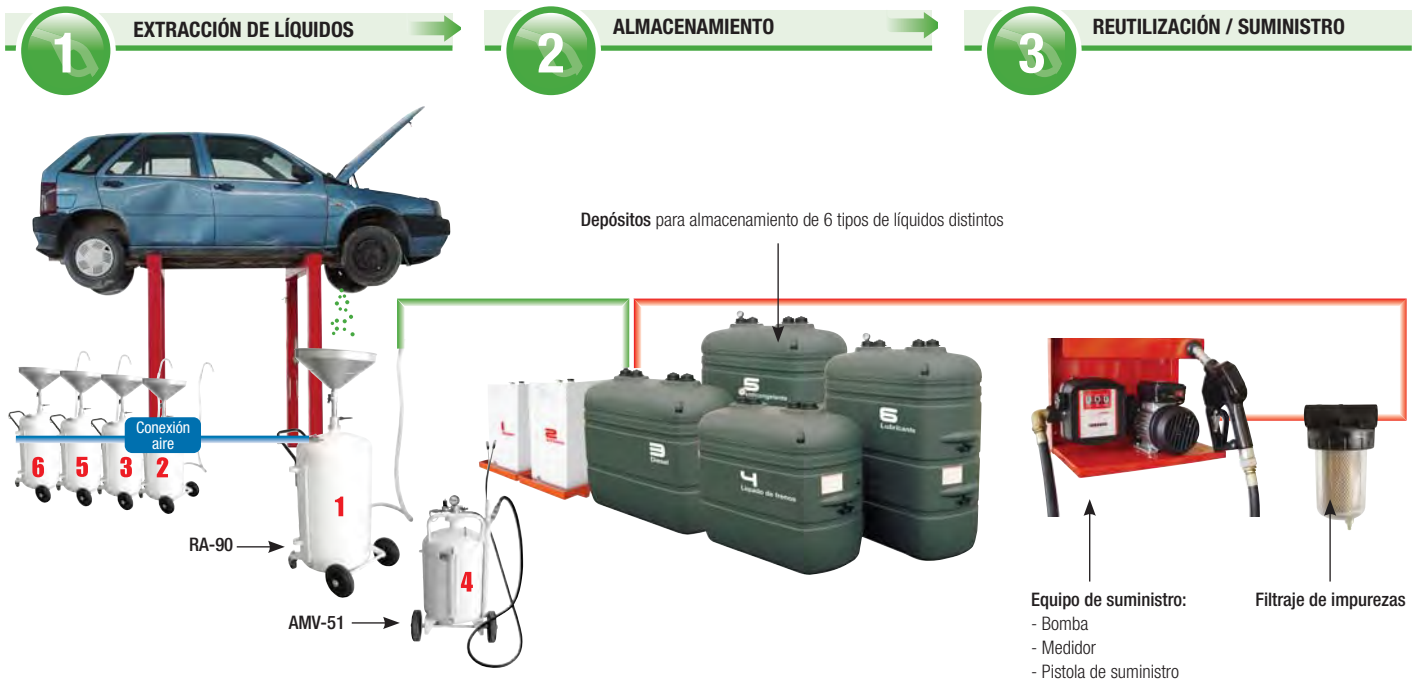 1
EXTRACCIÓN DE LÍQUIDOS
2
ALMACENAMIENTO
3
REUTILIZACIÓN / SUMINISTRO
Depósitos para almacenamiento de 6 tipos de líquidos distintos
Conexión
aire
6
5
3
2
1
RA-90
4
AMV-51
1
2
3
Diesel
4
Líquido de frenos
5
6
Lubricante
Equipo de suministro:
- Bomba
- Medidor
- Pistola de suministro
Filtraje de impurezas